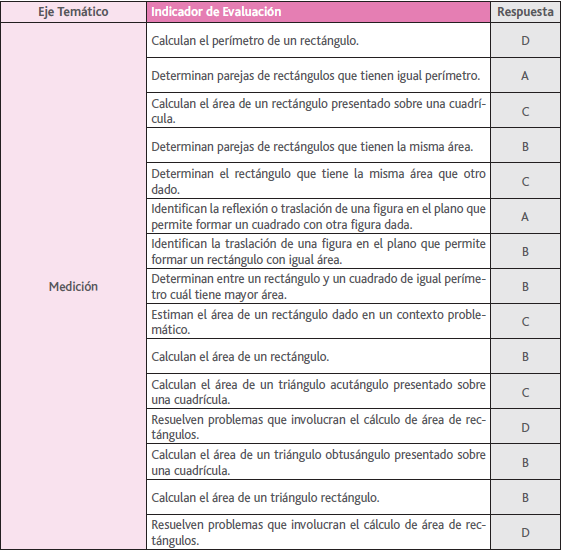 Eje Temático Indicador de Evaluación Respuesta
Calculan el perímetro de un rectángulo. D
Determinan parejas de rectángulos que tienen igual perímetro. A
Calculan el área de un rectángulo presentado sobre una cuadrí-
cula. C
Determinan parejas de rectángulos que tienen la misma área. B
Determinan el rectángulo que tiene la misma área que otro
dado. C
Identifican la reflexión o traslación de una figura en el plano que
permite formar un cuadrado con otra figura dada. A
Identifican la traslación de una figura en el plano que permite
formar un rectángulo con igual área. B
Medición
Determinan entre un rectángulo y un cuadrado de igual períme-
tro cuál tiene mayor área. B
Estiman el área de un rectángulo dado en un contexto proble-
mático. C
Calculan el área de un rectángulo. B
Calculan el área de un triángulo acutángulo presentado sobre
una cuadrícula. C
Resuelven problemas que involucran el cálculo de área de rec-
tángulos. D
Calculan el área de un triángulo obtusángulo presentado sobre
una cuadrícula. B
Calculan el área de un triángulo rectángulo. B
Resuelven problemas que involucran el cálculo de área de rec-
tángulos. D